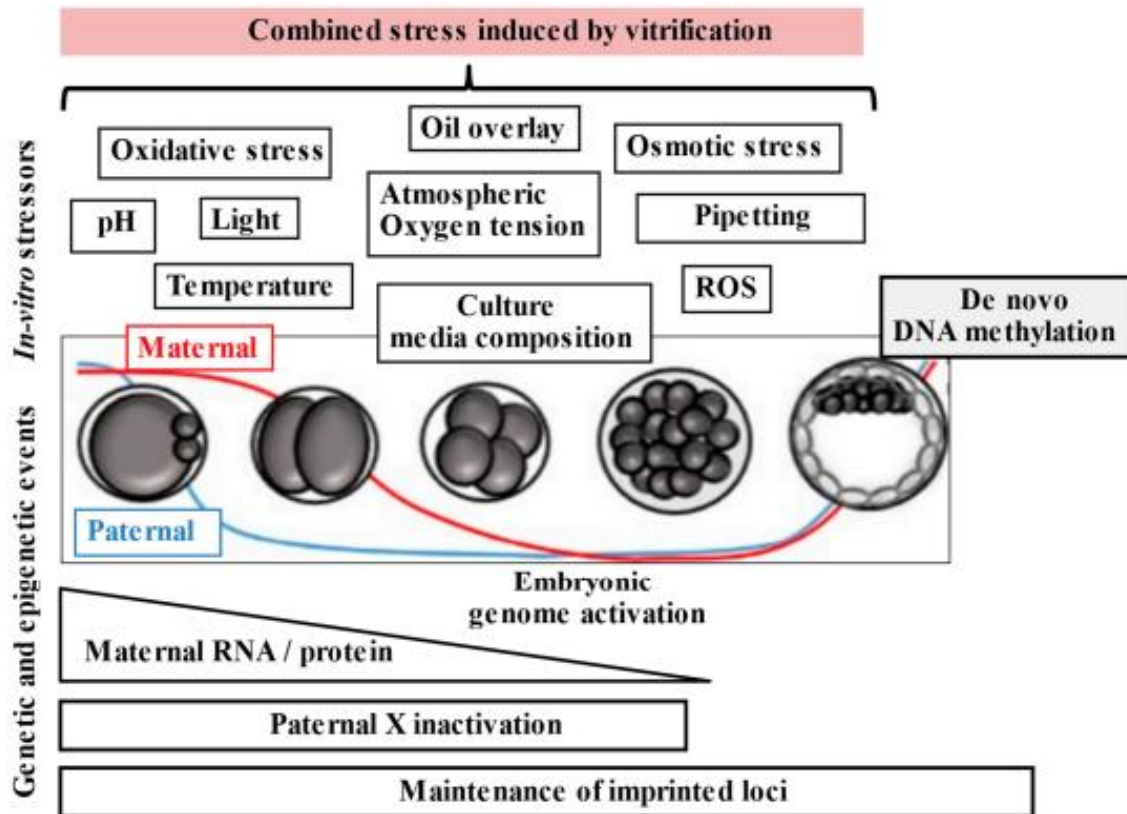 Combined stress induced by vitrification
Oil overlay
Oxidative stress
Osmotic stress
Atmospheric
Oxygen tension
pH
Light
Pipetting
Temperature
ROS
Culture
media composition
De novo
DNA methylation
In-vitro stressors
Maternal
Paternal
Genetic and epigenetic events
Embryonic
genome activation
Maternal RNA / protein
Paternal X inactivation
Maintenance of imprinted loci